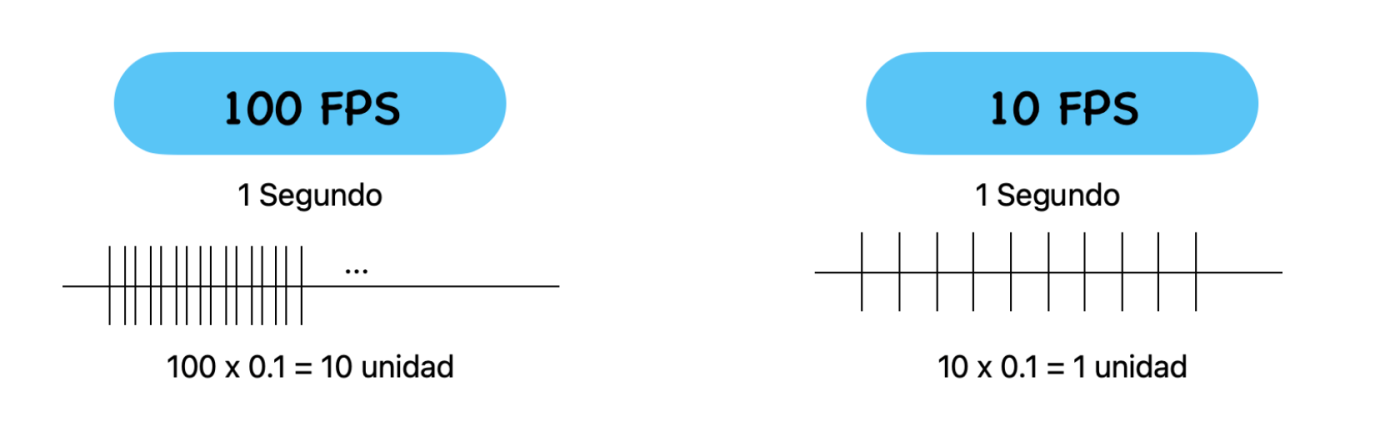 100 FPS
1 Segundo
...
100 x 0.1 = 10 unidad
10 FPS
1 Segundo
10 x 0.1 = 1 unidad